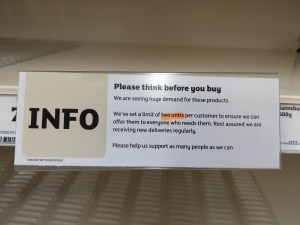 Please think before you buy
We are seeing huge demand for these products
INFO
We've set a limit of two units per customer to ensure we can
offer them to everyone who needs them. Rest assured we are
receiving new deliveries regularly.
Please help us support as many people as we can